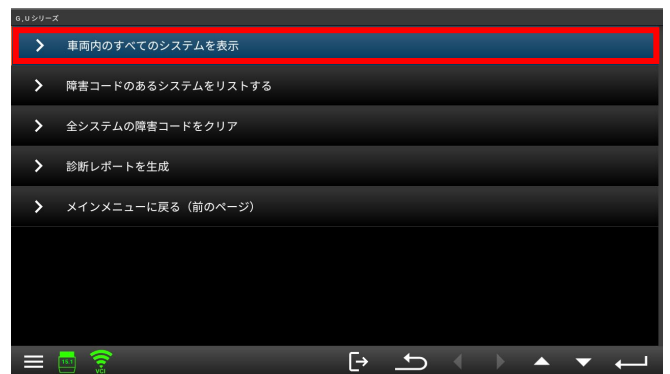 G,Uシリーズ
車両内のすべてのシステムを表示
障害コードのあるシステムをリストする
全システムの障害コードをクリア
診断レポートを生成
メインメニューに戻る（前のページ）
15.1
VCI